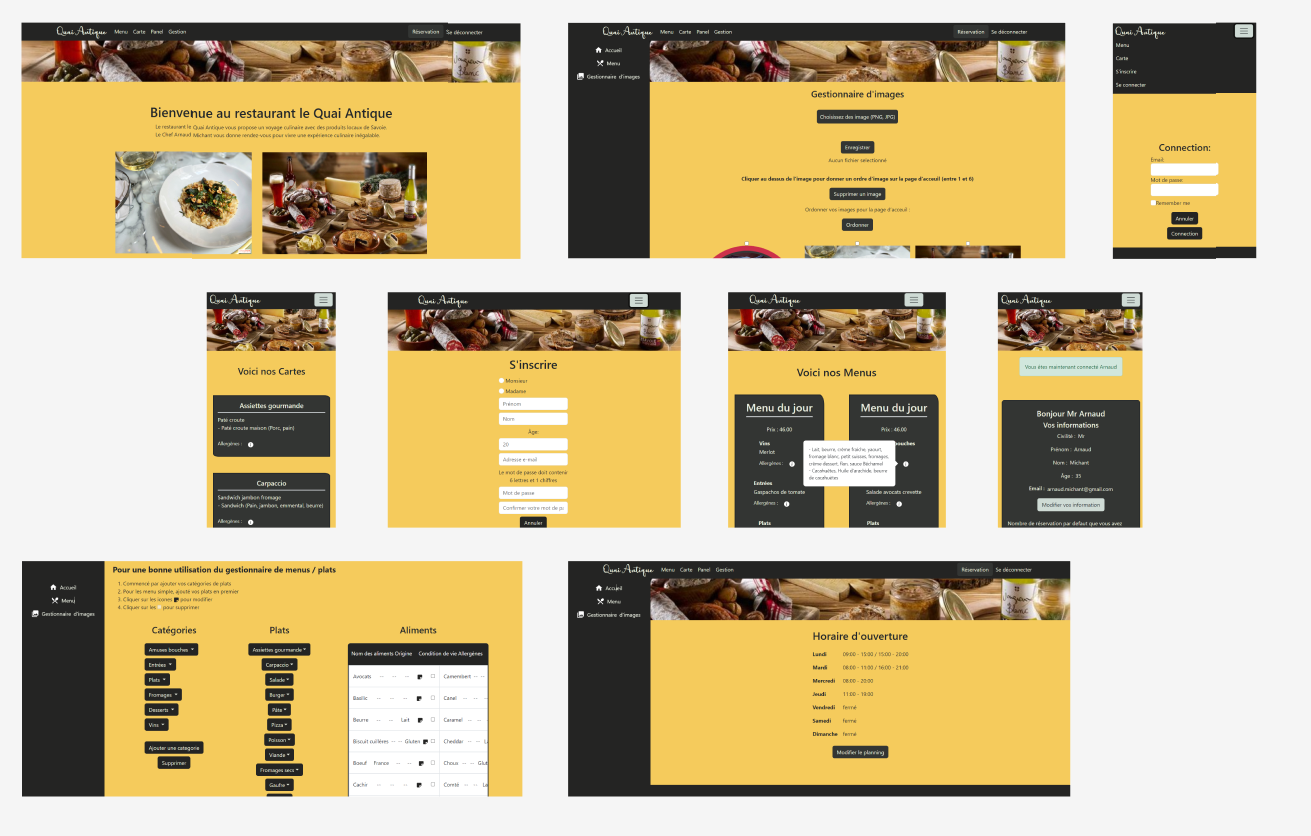 Quai Antique Menu Carte Panel Gestion Réservation Se déconnecter
Bienvenue au restaurant le Quai Antique
Le restaurant le Quai Antique vous propose un voyage culinaire avec des produits locaux de Savoie.
Le Chef Arnaud Michant vous donne rendez-vous pour vivre une expérience culinaire inégalable.
Quai Antique Menu Carte Panel Gestion Réservation Se déconnecter
Accueil
Menu
Gestionnaire d'images
Gestionnaire d'images
Choisissez des image (PNG, JPG)
Enregistrer
Aucun fichier selectionné
Cliquer au dessus de l'image pour donner un ordre d'image sur la page d'acceuil (entre 1 et 6)
Supprimer un image
Ordonner vos images pour la page d'acceuil :
Ordonner
Quai Antique
Menu
Carte
S'inscrire
Se connecter
Connection:
Email:
Mot de passe:
Remember me
Annuler
Connection
Quai Antique
Voici nos Cartes
Assiettes gourmande
Paté croute
- Paté croute maison (Porc, pain)
Allergènes :
Carpaccio
Sandwich jambon fromage
- Sandwich (Pain, jambon, emmental, beurre)
Allergènes :
Quai Antique
S'inscrire
Monsieur
Madame
Prénom
Nom
Âge:
20
Adresse e-mail
Le mot de passe doit contenir
6 lettres et 1 chiffres
Mot de passe
Confirmer votre mot de p
Annuler
Quai Antique
Voici nos Menus
Menu du jour
Prix : 46.00
Vins
Merlot
Allergènes :
Entrées
Gaspachos de tomate
Allergènes :
Plats
Menu du jour
Prix : 46.00
bouches
- Lait, beurre, crème fraiche, yaourt,
fromage blanc, petit suisses, fromages,
crème dessert, flan, sauce Béchamel
- Cacahuètes, Huile d'arachide, beurre
de cacahuètes
Salade avocats crevette
Allergènes :
Plats
Quai Antique
Vous êtes maintenant connecté Arnaud
Bonjour Mr Arnaud
Vos informations
Civilité : Mr
Prénom : Arnaud
Nom : Michant
Âge : 35
Email : arnaud.michant@gmail.com
Modifier vos information
Nombre de réservation par defaut que vous avez
Accueil
Menu
Gestionnaire d'images
Pour une bonne utilisation du gestionnaire de menus / plats
1. Commencé par ajouter vos catégories de plats
2. Pour les menu simple, ajouté vos plats en premier
3. Cliquer sur les icones pour modifier
4. Cliquer sur les pour supprimer
Catégories
Amuses bouches
Entrées
Plats
Fromages
Desserts
Vins
Ajouter une categorie
Supprimer
Plats
Assiettes gourmande
Carpaccio
Salade
Burger
Pâte
Pizza
Poisson
Viande
Fromages secs
Gaufre
Aliments
Nom des aliments Origine Condition de vie Allergènes
Avocats -- -- -- Camembert -- --
Basilic -- -- -- Canel -- --
Beurre -- -- Lait Caramel -- --
Biscuit cuillères -- -- Gluten Cheddar -- -- L
Boeuf France -- -- Chous -- -- Glut
Cachir -- -- -- Comté -- -- La
Quai Antique Menu Carte Panel Gestion Réservation Se déconnecter
Accueil
Menu
Gestionnaire d'images
Horaire d'ouverture
Lundi 09:00 - 15:00 / 15:00 - 20:00
Mardi 08:00 - 11:00 / 16:00 - 21:00
Mercredi 08:00 - 20:00
Jeudi 11:00 - 19:00
Vendredi fermé
Samedi fermé
Dimanche fermé
Modifier le planning